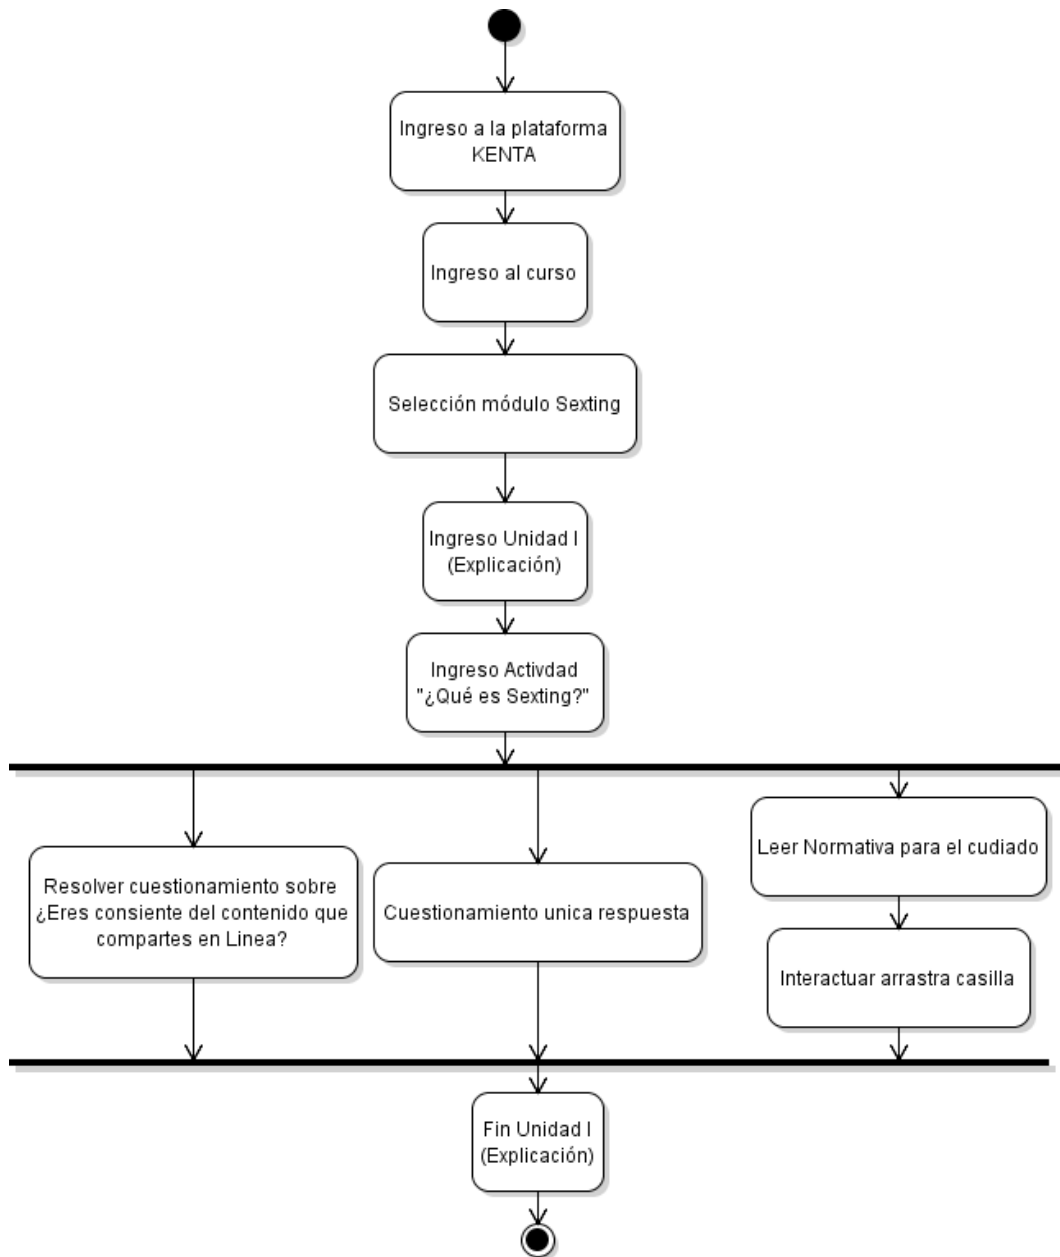 Ingreso a la plataforma
KENTA
Ingreso al curso
Selección módulo Sexting
Ingreso Unidad I
(Explicación)
Ingreso Activdad
"¿Qué es Sexting?"
Resolver cuestionamiento sobre
¿Eres consiente del contenido que
compartes en Linea?
Cuestionamiento unica respuesta
Leer Normativa para el cudiado
Interactuar arrastra casilla
Fin Unidad I
(Explicación)